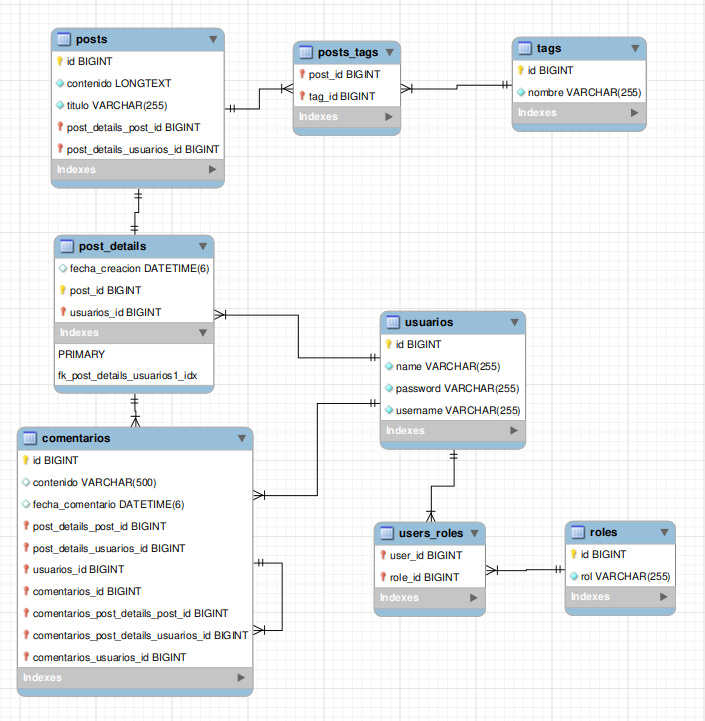 posts
id BIGINT
contenido LONGTEXT
titulo VARCHAR(255)
post_details_post_id BIGINT
post_details_usuarios_id BIGINT
Indexes
posts_tags
post_id BIGINT
tag_id BIGINT
Indexes
tags
id BIGINT
nombre VARCHAR(255)
Indexes
post_details
fecha_creacion DATETIME(6)
post_id BIGINT
usuarios_id BIGINT
Indexes
PRIMARY
fk_post_details_usuarios1_idx
usuarios
id BIGINT
name VARCHAR(255)
password VARCHAR(255)
username VARCHAR(255)
Indexes
comentarios
id BIGINT
contenido VARCHAR(500)
fecha_comentario DATETIME(6)
post_details_post_id BIGINT
post_details_usuarios_id BIGINT
usuarios_id BIGINT
comentarios_id BIGINT
comentarios_post_details_post_id BIGINT
comentarios_post_details_usuarios_id BIGINT
comentarios_usuarios_id BIGINT
Indexes
users_roles
user_id BIGINT
role_id BIGINT
Indexes
roles
id BIGINT
rol VARCHAR(255)
Indexes